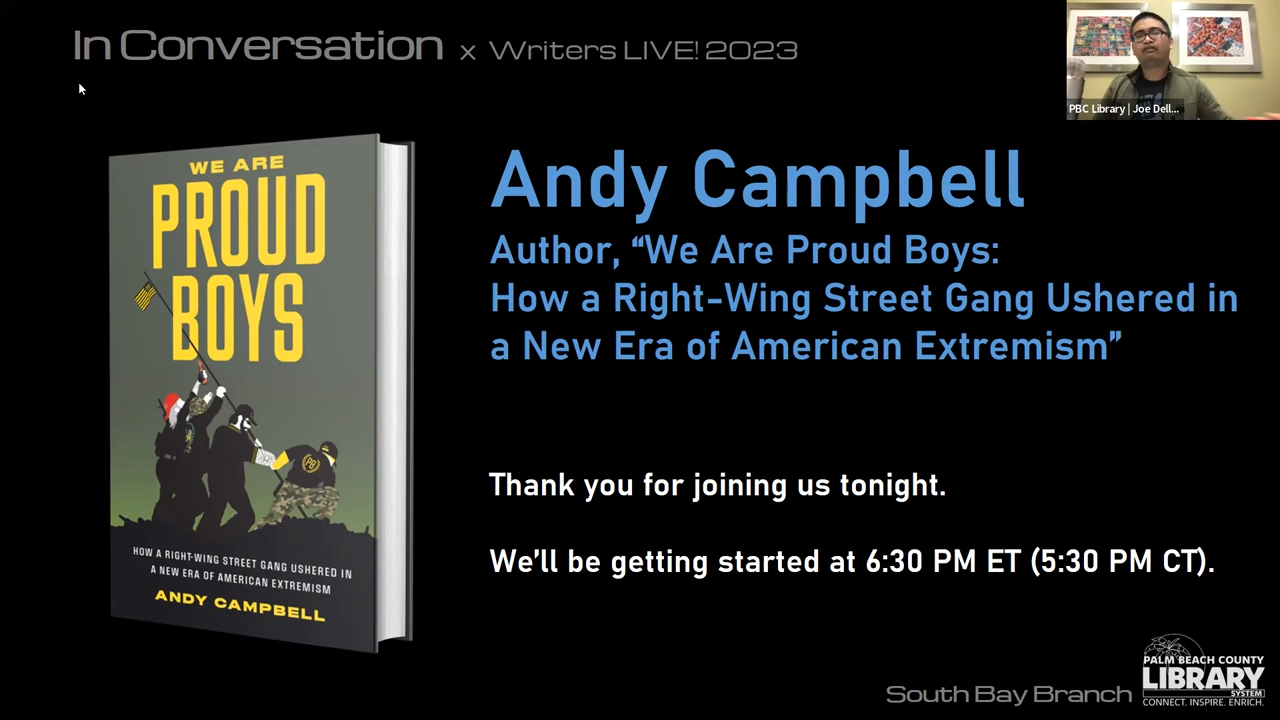 In Conversation x Writers LIVE! 2023
PBC Library | Joe Dell...
WE ARE
PROUD
BOYS
PB
HOW A RIGHT-WING STREET GANG USHERED IN
A NEW ERA OF AMERICAN EXTREMISM
ANDY CAMPBELL
Andy Campbell
Author, “We Are Proud Boys:
How a Right-Wing Street Gang Ushered in
a New Era of American Extremism”
Thank you for joining us tonight.
We’ll be getting started at 6:30 PM ET (5:30 PM CT).
South Bay Branch
PALM BEACH COUNTY
LIBRARY
SYSTEM
CONNECT. INSPIRE. ENRICH.